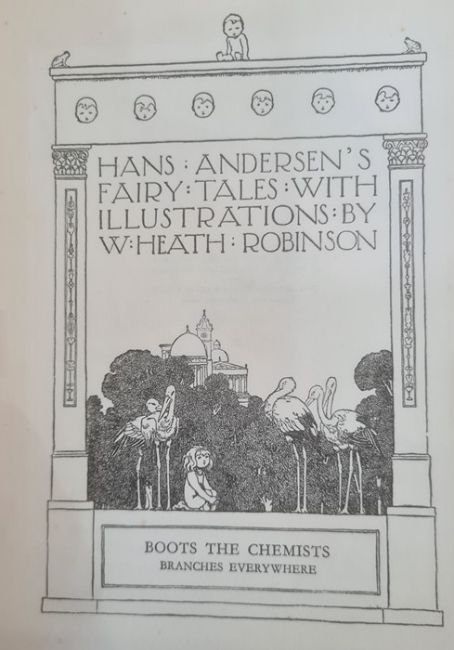 HANS : ANDERSEN'S
FAIRY : TALES : WITH
ILLUSTRATIONS : BY
W : HEATH : ROBINSON
BOOTS THE CHEMISTS
BRANCHES EVERYWHERE